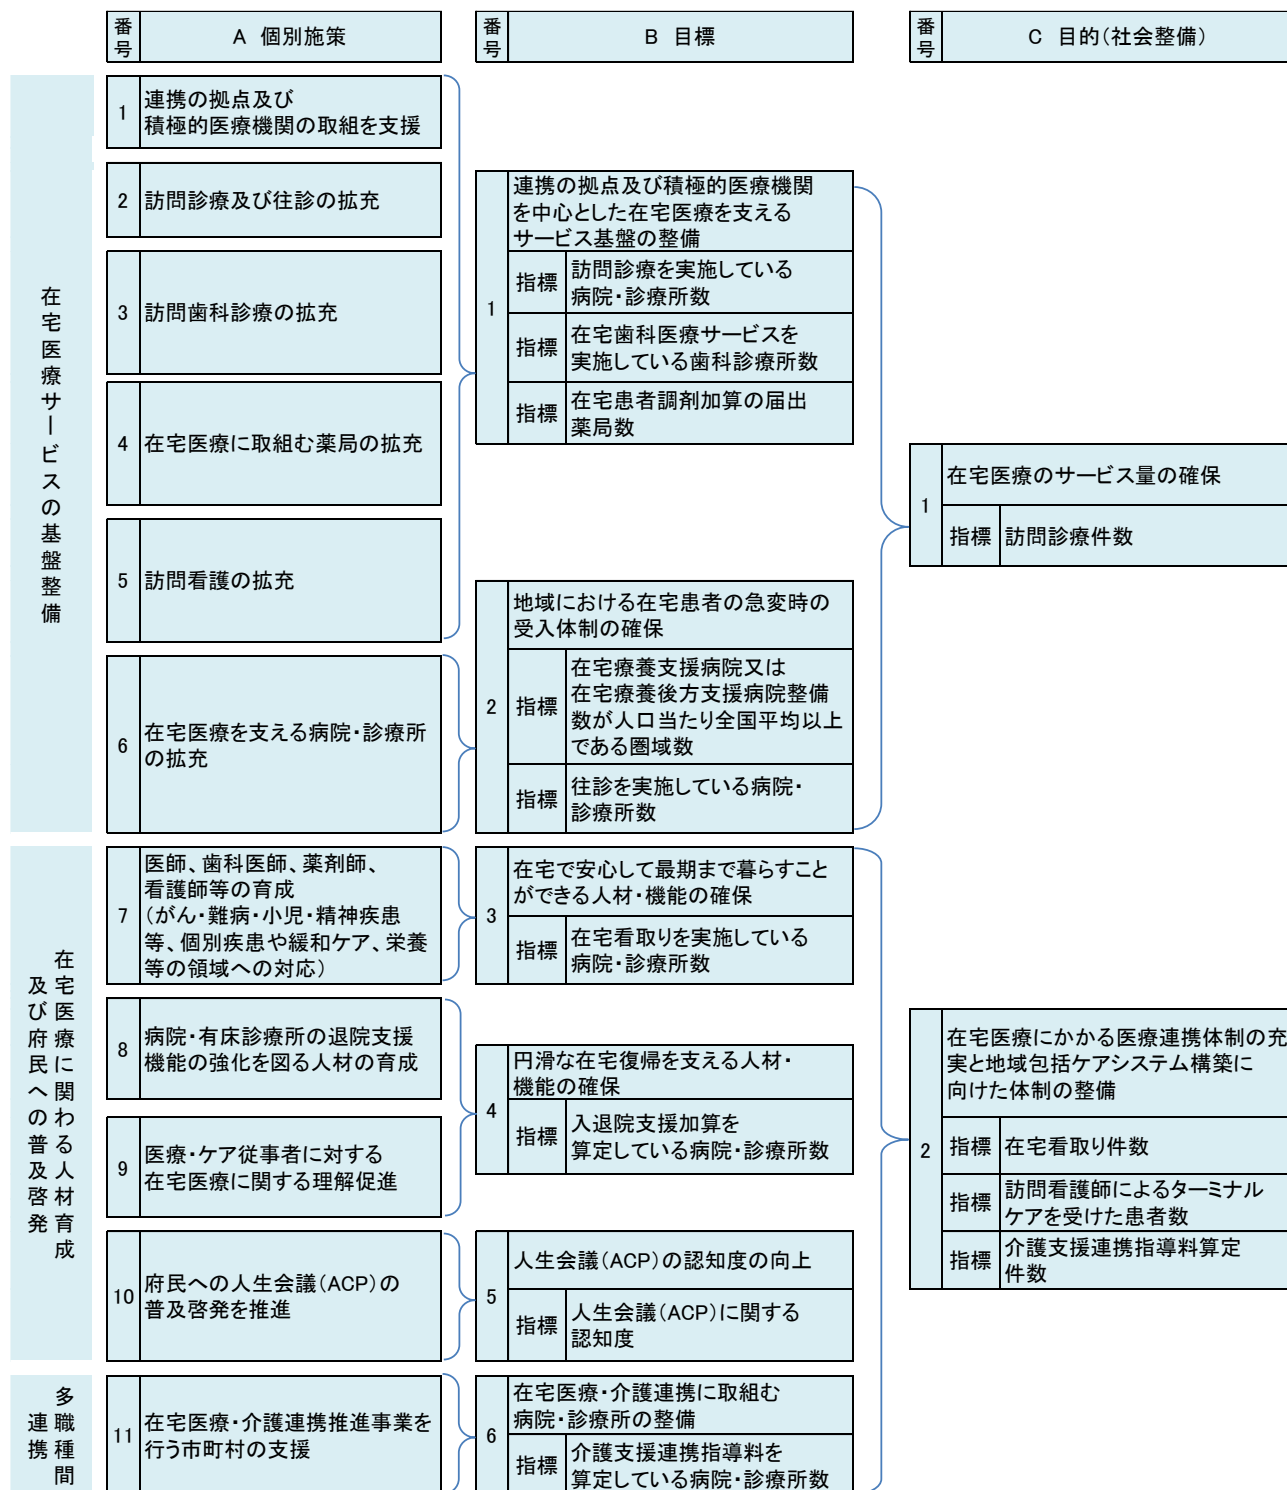 番号
A 個別施策
番号
B 目標
番号
C 目的(社会整備)
在宅医療サービスの基盤整備
1
連携の拠点及び
積極的医療機関の取組を支援
2
訪問診療及び往診の拡充
3
訪問歯科診療の拡充
4
在宅医療に取組む薬局の拡充
5
訪問看護の拡充
6
在宅医療を支える病院・診療所
の拡充
1
連携の拠点及び積極的医療機関
を中心とした在宅医療を支える
サービス基盤の整備
指標
訪問診療を実施している
病院・診療所数
指標
在宅歯科医療サービスを
実施している歯科診療所数
指標
在宅患者調剤加算の届出
薬局数
2
地域における在宅患者の急変時の
受入体制の確保
指標
在宅療養支援病院又は
在宅療養後方支援病院整備
数が人口当たり全国平均以上
である圏域数
指標
往診を実施している病院・
診療所数
1
在宅医療のサービス量の確保
指標
訪問診療件数
在宅医療に関わる人材育成
及び府民への普及啓発
7
医師、歯科医師、薬剤師、
看護師等の育成
(がん・難病・小児・精神疾患
等、個別疾患や緩和ケア、栄養
等の領域への対応)
8
病院・有床診療所の退院支援
機能の強化を図る人材の育成
9
医療・ケア従事者に対する
在宅医療に関する理解促進
10
府民への人生会議(ACP)の
普及啓発を推進
3
在宅で安心して最期まで暮らすこと
ができる人材・機能の確保
指標
在宅看取りを実施している
病院・診療所数
4
円滑な在宅復帰を支える人材・
機能の確保
指標
入退院支援加算を
算定している病院・診療所数
5
人生会議(ACP)の認知度の向上
指標
人生会議(ACP)に関する
認知度
2
在宅医療にかかる医療連携体制の充
実と地域包括ケアシステム構築に
向けた体制の整備
指標
在宅看取り件数
指標
訪問看護師によるターミナル
ケアを受けた患者数
指標
介護支援連携指導料算定
件数
多職種間
連携
11
在宅医療・介護連携推進事業を
行う市町村の支援
6
在宅医療・介護連携に取組む
病院・診療所の整備
指標
介護支援連携指導料を
算定している病院・診療所数